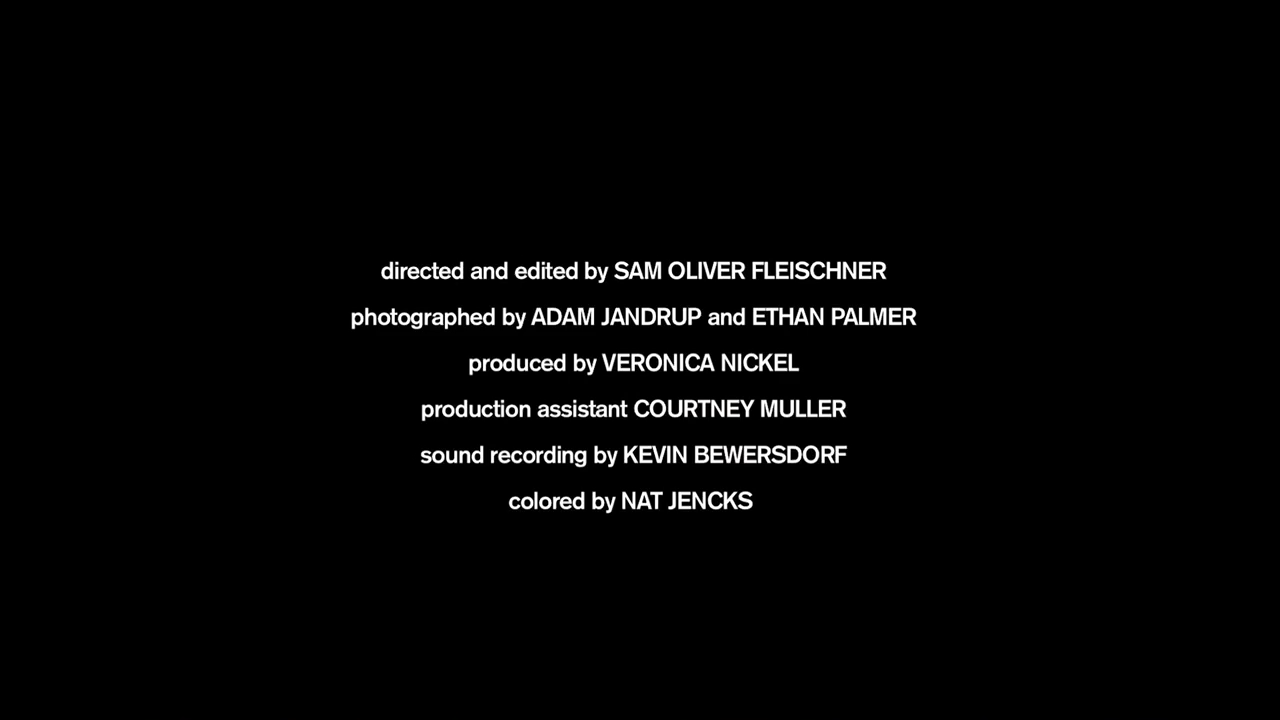 directed and edited by SAM OLIVER FLEISCHNER
photographed by ADAM JANDRUP and ETHAN PALMER
produced by VERONICA NICKEL
production assistant COURTNEY MULLER
sound recording by KEVIN BEWERSDORF
colored by NAT JENCKS